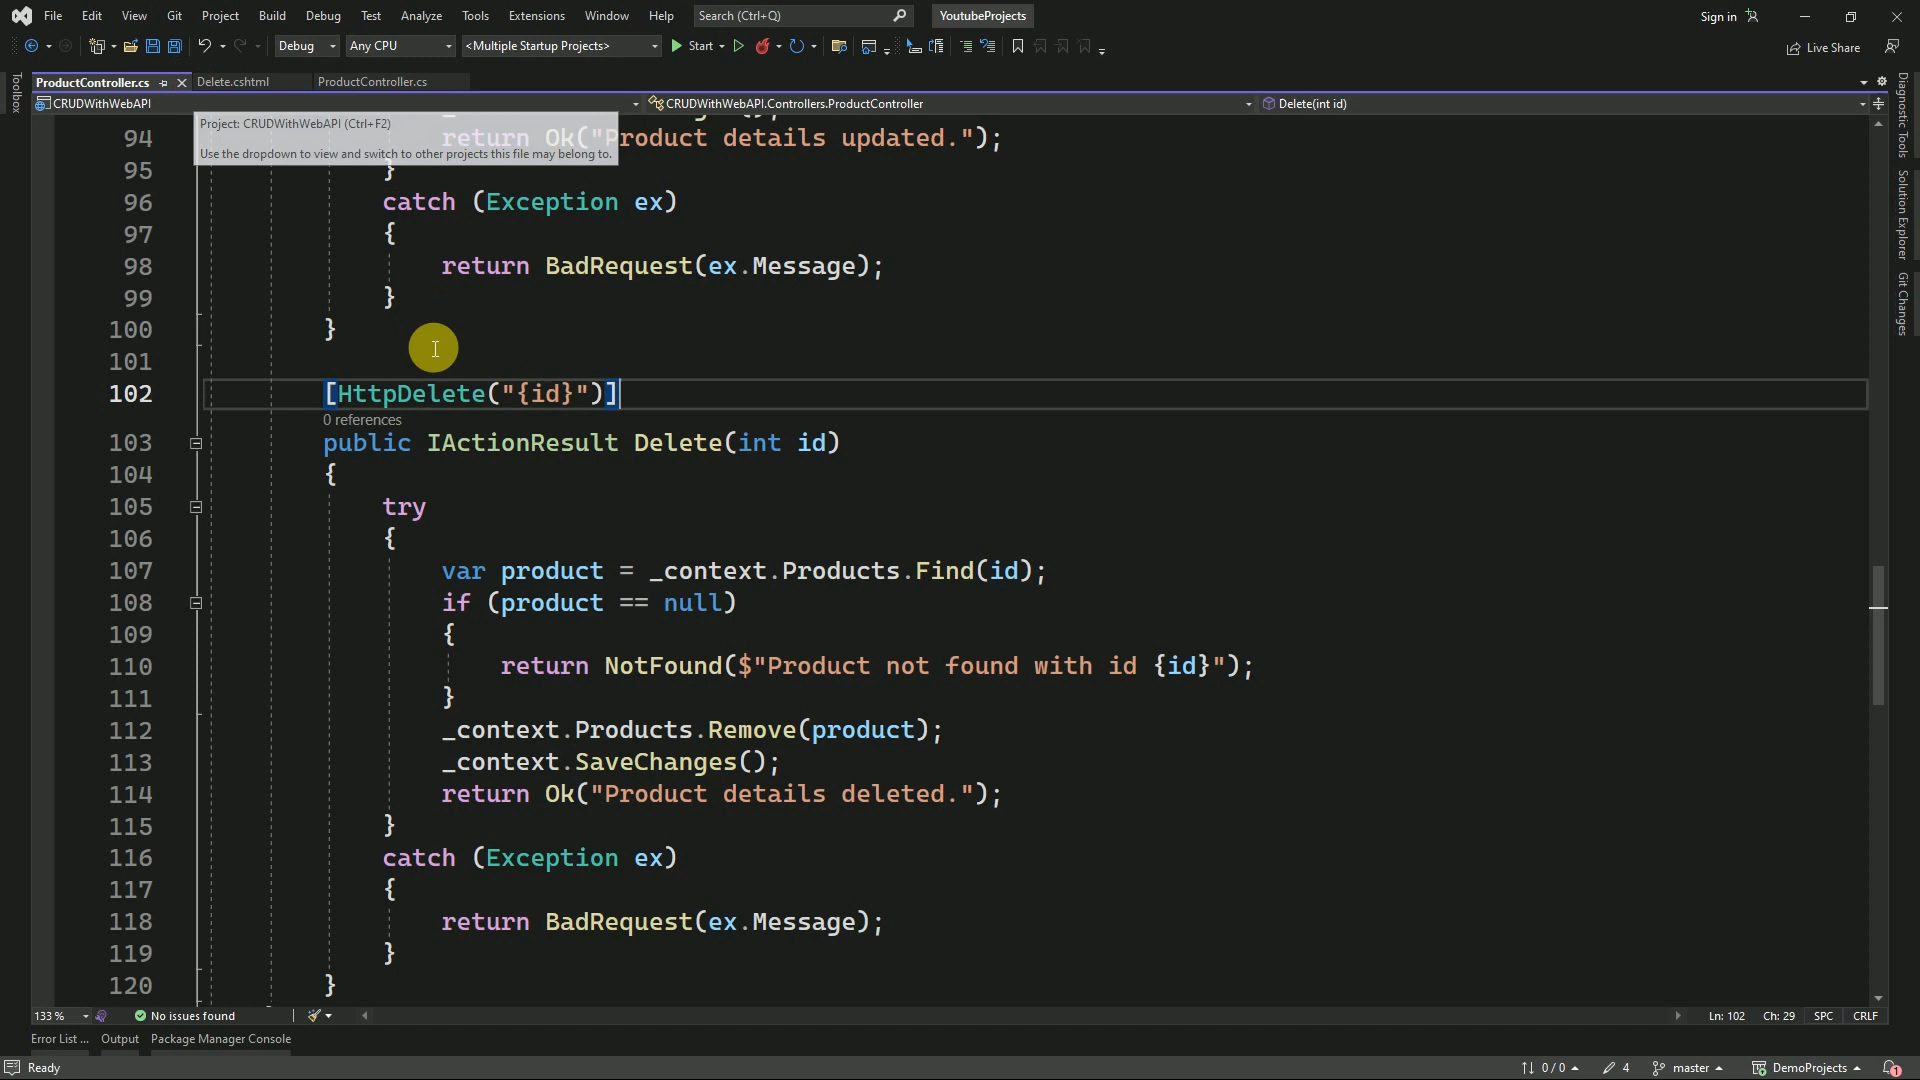 File Edit View Git Project Build Debug Test Analyze Tools Extensions Window Help Search (Ctrl+Q) YoutubeProjects Sign in
Debug Any CPU <Multiple Startup Projects> Start Live Share
ProductController.cs Delete.cshtml ProductController.cs
CRUDWithWebAPI CRUDWithWebAPI.Controllers.ProductController Delete(int id)
Project: CRUDWithWebAPI (Ctrl+F2)
Use the dropdown to view and switch to other projects this file may belong to.
94 return Ok("Product details updated.");
95 }
96 catch (Exception ex)
97 {
98 return BadRequest(ex.Message);
99 }
100 }
101
102 [HttpDelete("{id}")]
0 references
103 public IActionResult Delete(int id)
104 {
105 try
106 {
107 var product = _context.Products.Find(id);
108 if (product == null)
109 {
110 return NotFound($"Product not found with id {id}");
111 }
112 _context.Products.Remove(product);
113 _context.SaveChanges();
114 return Ok("Product details deleted.");
115 }
116 catch (Exception ex)
117 {
118 return BadRequest(ex.Message);
119 }
120 }
133 % No issues found Ln: 102 Ch: 29 SPC CRLF
Error List ... Output Package Manager Console
Ready 0 / 0 4 master DemoProjects 1
Toolbox
Diagnostic Tools
Solution Explorer
Git Changes